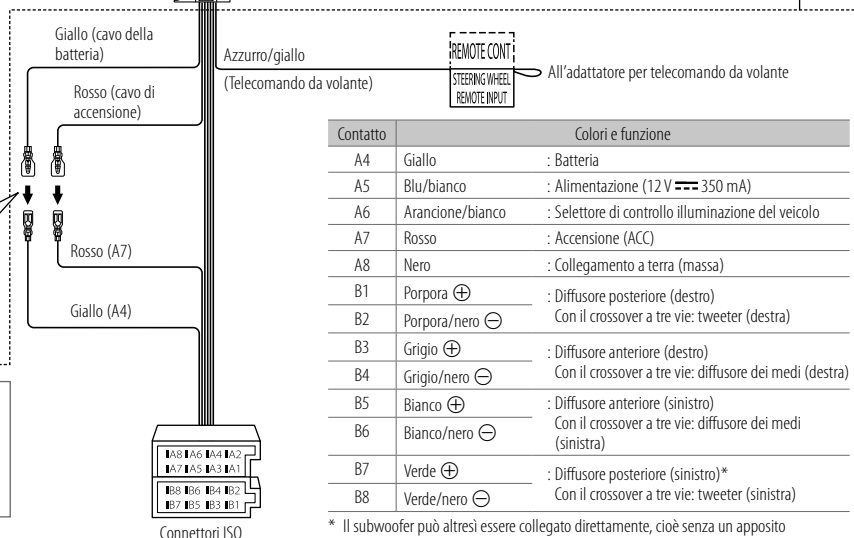 Giallo (cavo della
batteria)
Azzurro/giallo
(Telecomando da volante)
REMOTE CONT
STEERING WHEEL
REMOTE INPUT
All’adattatore per telecomando da volante
Rosso (cavo di
accensione)
Rosso (A7)
Giallo (A4)
Contatto Colori e funzione
A4 Giallo : Batteria
A5 Blu/bianco : Alimentazione (12 V ⎓ 350 mA)
A6 Arancione/bianco : Selettore di controllo illuminazione del veicolo
A7 Rosso : Accensione (ACC)
A8 Nero : Collegamento a terra (massa)
B1 Porpora ⊕ : Diffusore posteriore (destro)
B2 Porpora/nero ⊖ Con il crossover a tre vie: tweeter (destra)
B3 Grigio ⊕ : Diffusore anteriore (destro)
B4 Grigio/nero ⊖ Con il crossover a tre vie: diffusore dei medi (destra)
B5 Bianco ⊕ : Diffusore anteriore (sinistro)
B6 Bianco/nero ⊖ Con il crossover a tre vie: diffusore dei medi
(sinistra)
B7 Verde ⊕ : Diffusore posteriore (sinistro)*
B8 Verde/nero ⊖ Con il crossover a tre vie: tweeter (sinistra)
* Il subwoofer può altresì essere collegato direttamente, cioè senza un apposito
A8 A6 A4 A2
A7 A5 A3 A1
B8 B6 B4 B2
B7 B5 B3 B1
Connettori ISO